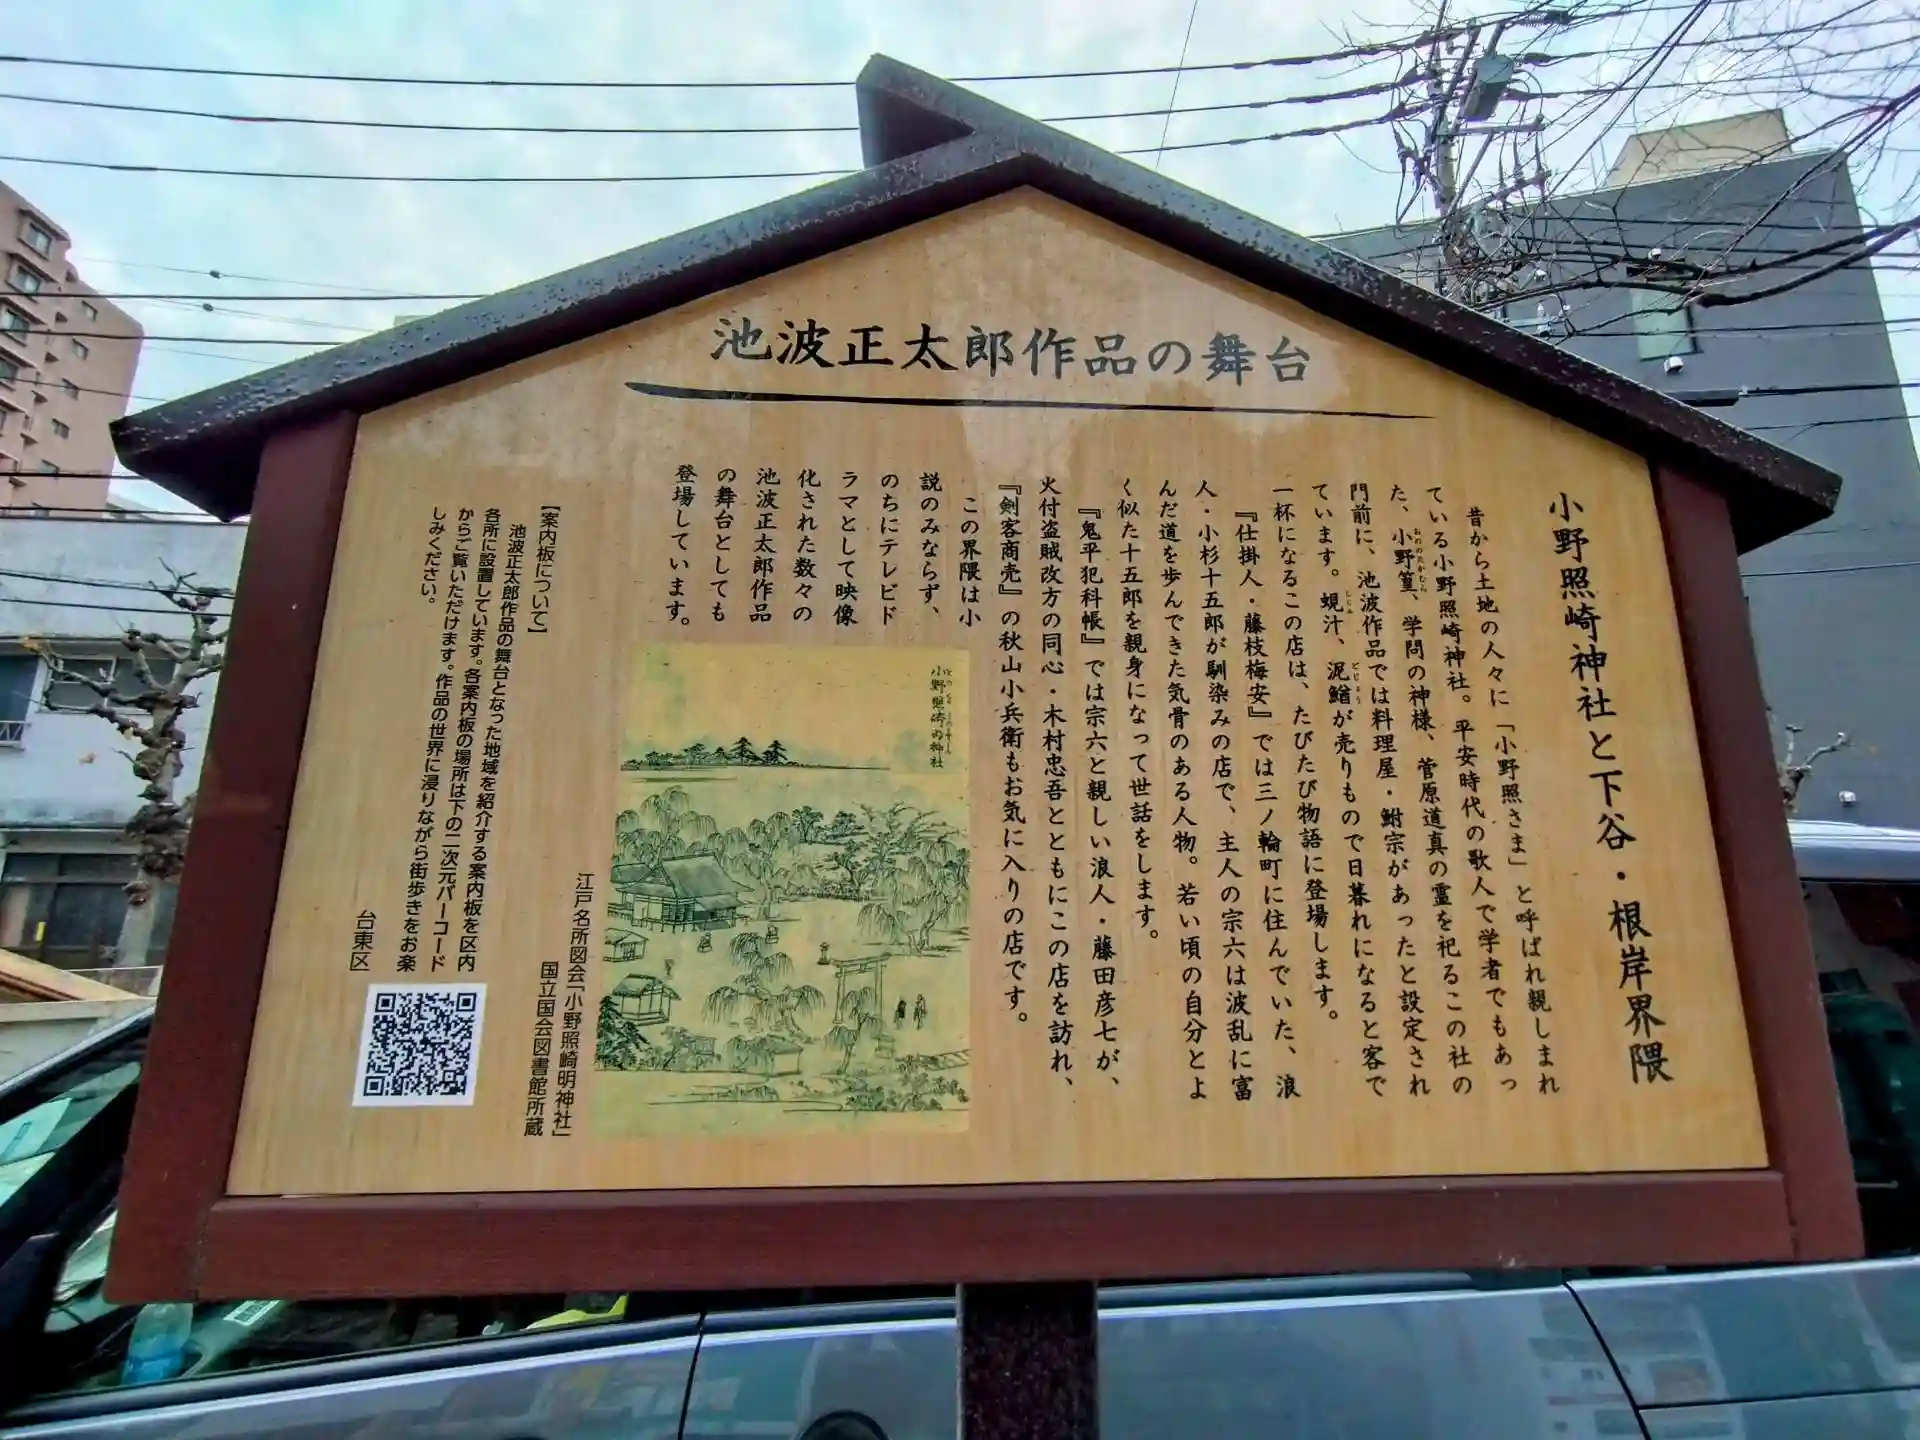 池波正太郎作品の舞台
小野照崎神社と下谷・根岸界隈
昔から土地の人々に「小野照さま」と呼ばれ親しまれ
ている小野照崎神社。平安時代の歌人で学者でもあっ
た、小野篁、学問の神様、菅原道真の霊を祀るこの社の
おののたかむら
門前に、池波作品では料理屋・鮒宗があったと設定され
ています。蜆汁、泥鰌が売りもので日暮れになると客で
しじみ
どじょう
一杯になるこの店は、たびたび物語に登場します。
『仕掛人・藤枝梅安』では三ノ輪町に住んでいた、浪
人・小杉十五郎が馴染みの店で、主人の宗六は波乱に富
んだ道を歩んできた気骨のある人物。若い頃の自分とよ
く似た十五郎を親身になって世話をします。
『鬼平犯科帳』では宗六と親しい浪人・藤田彦七が、
火付盗賊改方の同心・木村忠吾とともにこの店を訪れ、
『剣客商売』の秋山小兵衛もお気に入りの店です。
この界隈は小
説のみならず、
のちにテレビド
ラマとして映像
化された数々の
池波正太郎作品
の舞台としても
登場しています。
小野照崎明神社
江戸名所図会「小野照崎明神社」
国立国会図書館所蔵
【案内板について】
池波正太郎作品の舞台となった地域を紹介する案内板を区内
各所に設置しています。各案内板の場所は下の二次元バーコード
からご覧いただけます。作品の世界に浸りながら街歩きをお楽
しみください。
台東区